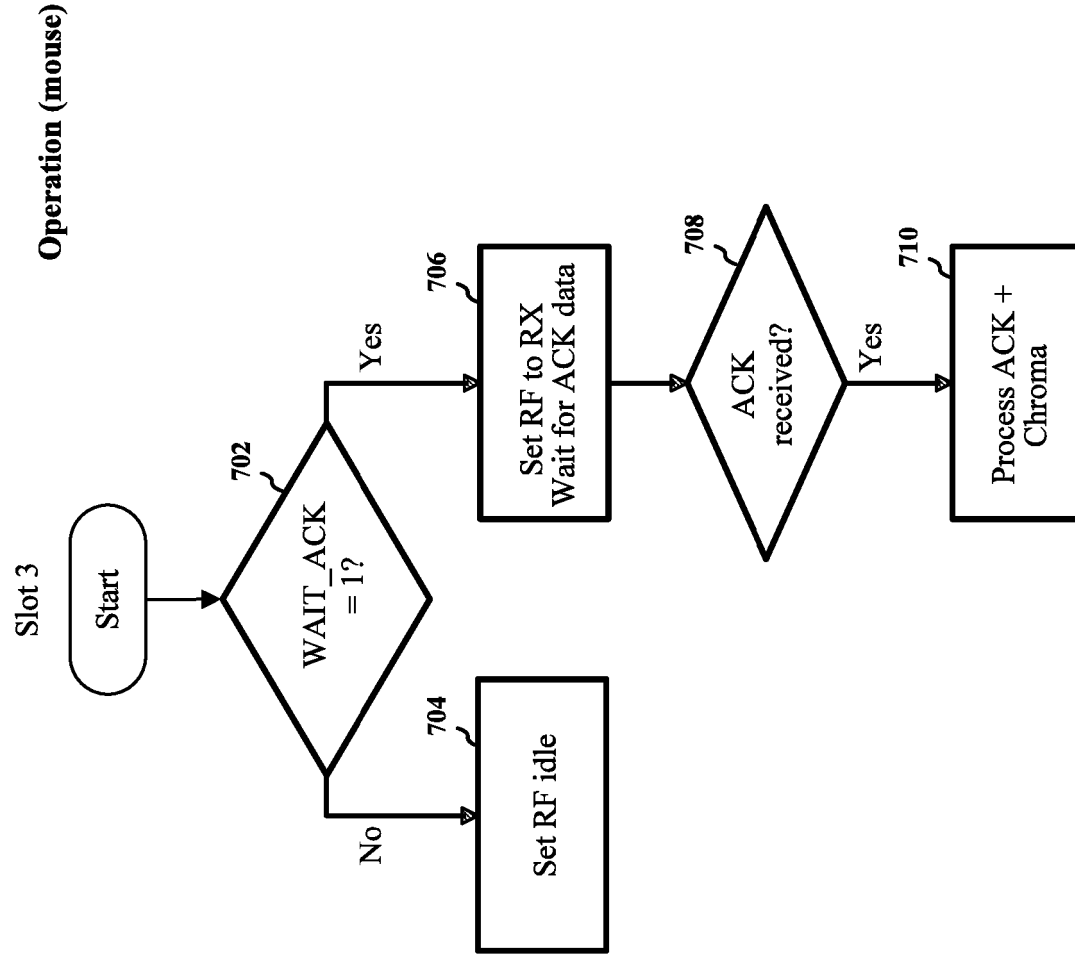 Operation (mouse)
Slot 3
Start
702
WAIT_ACK
= 1?
No
Yes
704
Set RF idle
706
Set RF to RX
Wait for ACK data
708
ACK
received?
Yes
710
Process ACK +
Chroma